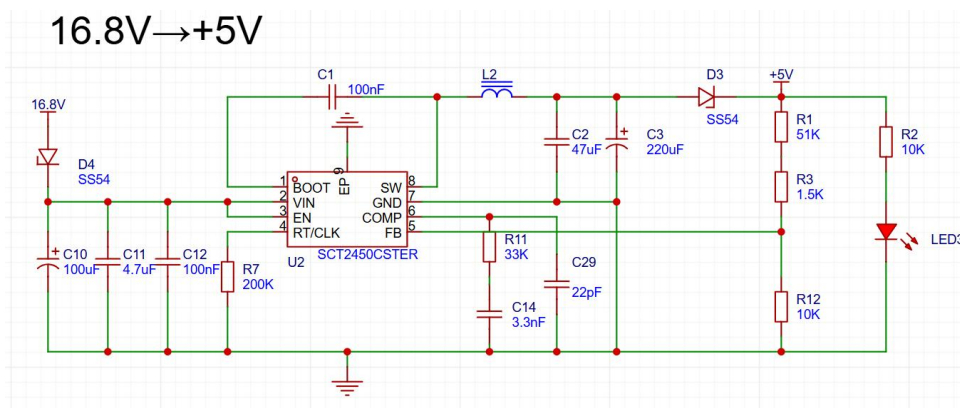 16.8V→+5V
C1
100nF
L2
D3
SS54
+5V
16.8V
D4
SS54
C2
47uF
C3
220uF
R1
51K
R2
10K
R3
1.5K
EP 9
1 BOOT
2 VIN
3 EN
4 RT/CLK
SW 8
GND 7
COMP 6
FB 5
U2
SCT2450CSTER
C10
100uF
C11
4.7uF
C12
100nF
R7
200K
R11
33K
C14
3.3nF
C29
22pF
LED3
R12
10K